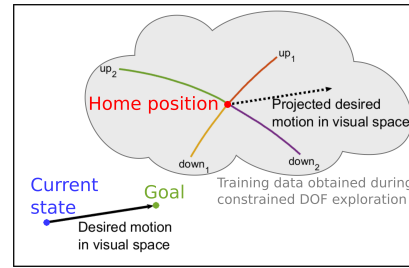 up1
up2
Home position
Projected desired
motion in visual space
down1
down2
Training data obtained during
constrained DOF exploration
Current
state
Goal
Desired motion
in visual space